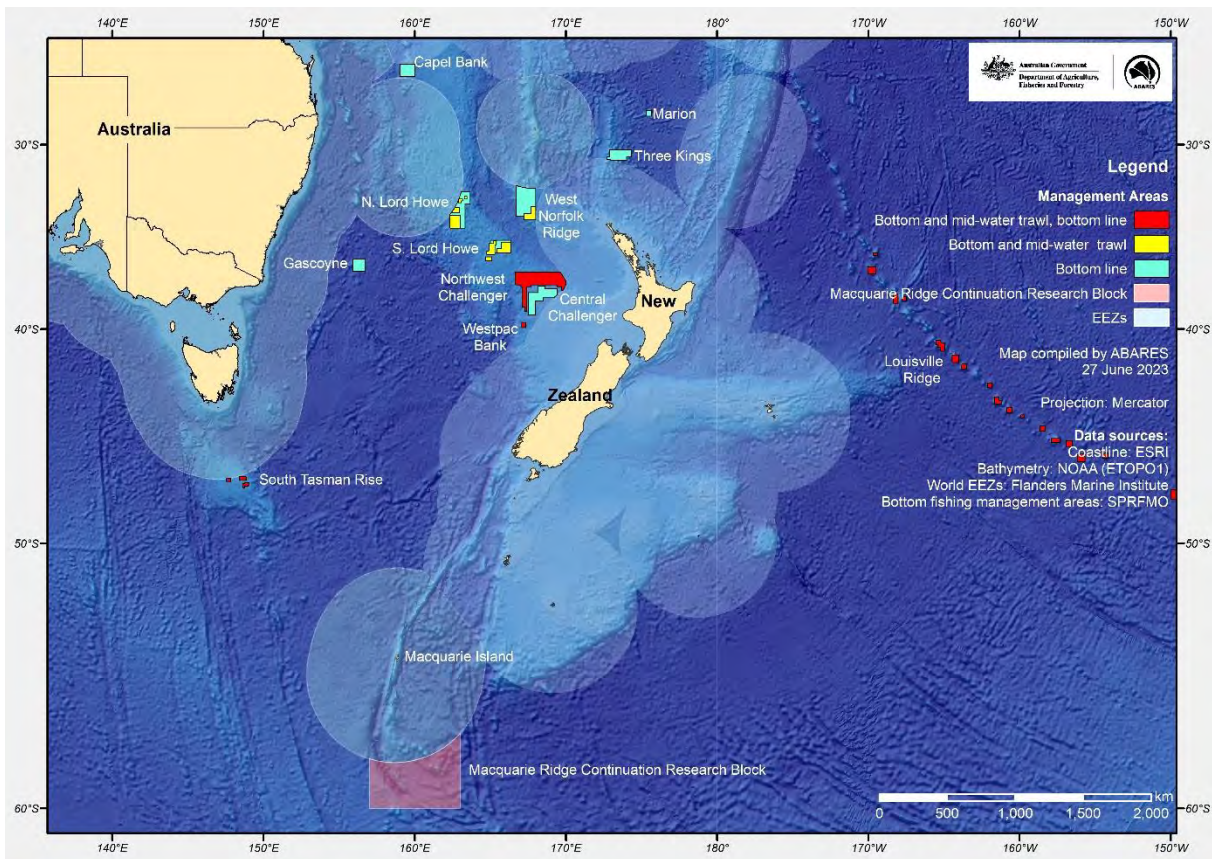 140°E 150°E 160°E 170°E 180° 170°W 160°W 150°W
Australian Government
Department of Agriculture,
Fisheries and Forestry
ABARES
Capel Bank
Marion
Australia
30°S
30°S
Three Kings
Legend
Management Areas
N. Lord Howe
West
Norfolk
Ridge
Bottom and mid-water trawl, bottom line
Bottom and mid-water trawl
S. Lord Howe
Gascoyne
Bottom line
Northwest
Challenger
Central
Challenger
New
Macquarie Ridge Continuation Research Block
EEZs
Westpac
Bank
40°S
40°S
Louisville
Ridge
Map compiled by ABARES
27 June 2023
Zealand
Projection: Mercator
Data sources:
Coastline: ESRI
Bathymetry: NOAA (ETOPO1)
World EEZs: Flanders Marine Institute
Bottom fishing management areas: SPRFMO
South Tasman Rise
50°S
50°S
Macquarie Island
Macquarie Ridge Continuation Research Block
km
0 500 1,000 1,500 2,000
60°S
60°S
140°E 150°E 160°E 170°E 180° 170°W 160°W 150°W